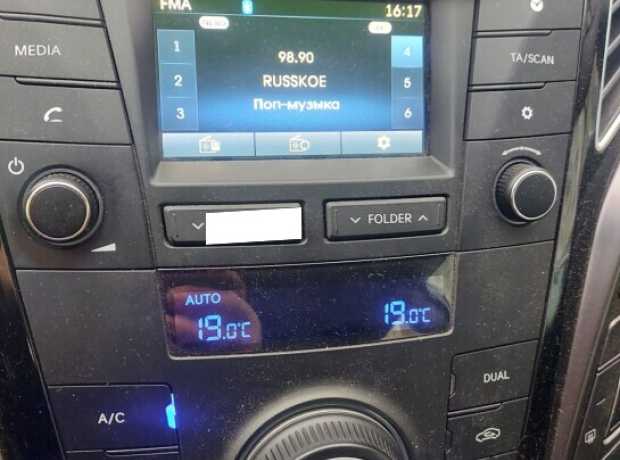 FMA
16:17
MEDIA
TA/SCAN
1
98.90
4
2
RUSSKOE
5
3
Поп-музыка
6
FOLDER
AUTO
19.0°C
19.0°C
DUAL
A/C